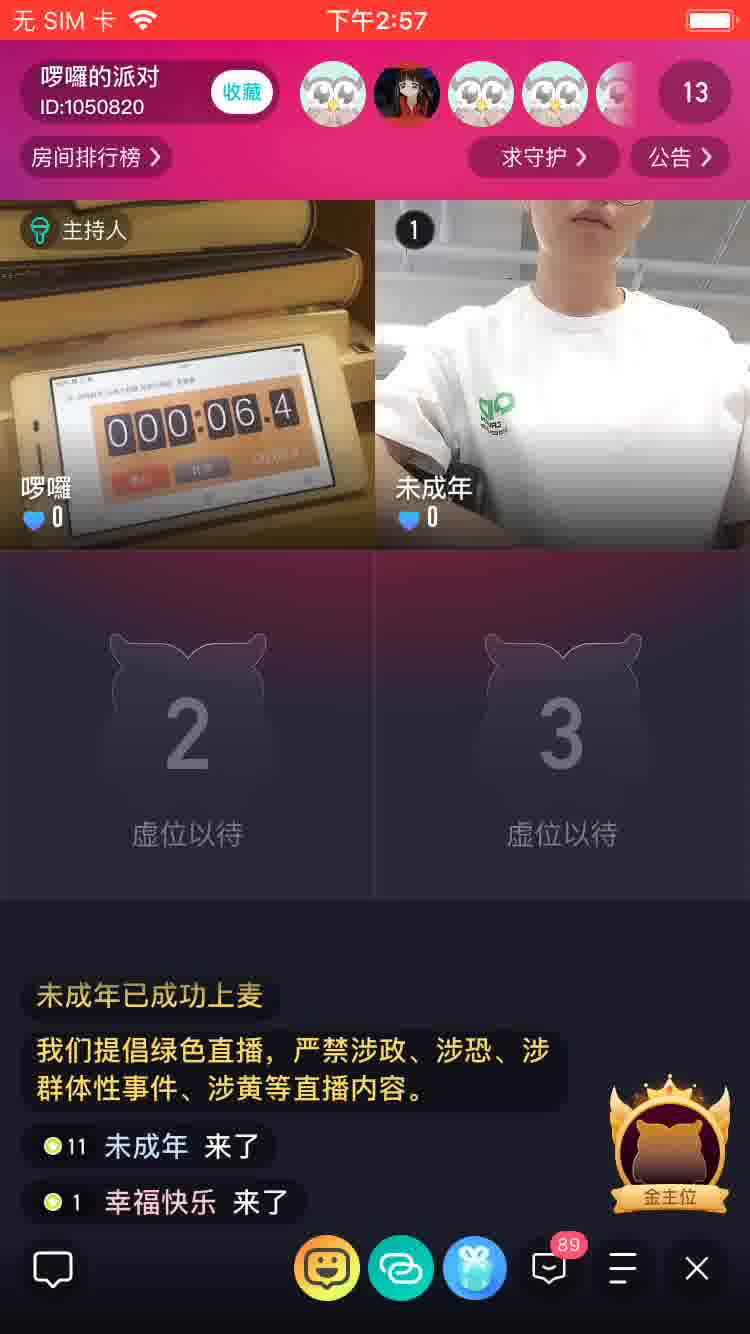 无 SIM 卡
下午2:57
啰囉的派对
ID:1050820
收藏
13
房间排行榜
求守护
公告
主持人
1
000:06.4
啰囉
0
未成年
0
2
3
虚位以待
虚位以待
未成年已成功上麦
我们提倡绿色直播，严禁涉政、涉恐、涉
群体性事件、涉黄等直播内容。
11 未成年 来了
1 幸福快乐 来了
金主位
89